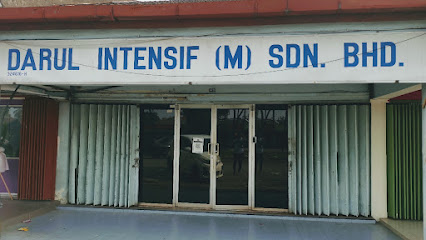 DARUL INTENSIF (M) SDN. BHD.